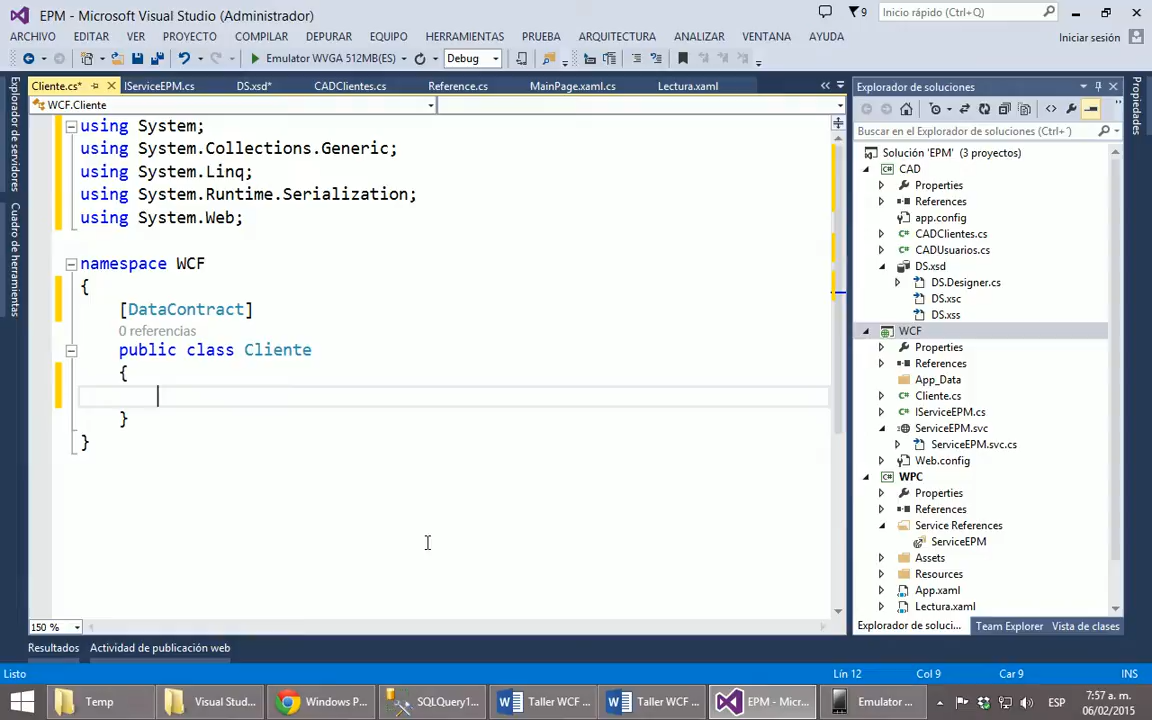 EPM - Microsoft Visual Studio (Administrador)
9
Inicio rápido (Ctrl+Q)
ARCHIVO EDITAR VER PROYECTO COMPILAR DEPURAR EQUIPO HERRAMIENTAS PRUEBA ARQUITECTURA ANALIZAR VENTANA AYUDA
Iniciar sesión
Emulator WVGA 512MB(ES)
Debug
Explorador de servidores
Cuadro de herramientas
Cliente.cs* IServiceEPM.cs DS.xsd* CADClientes.cs Reference.cs MainPage.xaml.cs Lectura.xaml
WCF.Cliente
using System;
using System.Collections.Generic;
using System.Linq;
using System.Runtime.Serialization;
using System.Web;
namespace WCF
{
[DataContract]
0 referencias
public class Cliente
{
}
}
150 %
Explorador de soluciones
Buscar en el Explorador de soluciones (Ctrl+´)
Solución 'EPM' (3 proyectos)
CAD
Properties
References
app.config
CADClientes.cs
CADUsuarios.cs
DS.xsd
DS.Designer.cs
DS.xsc
DS.xss
WCF
Properties
References
App_Data
Cliente.cs
IServiceEPM.cs
ServiceEPM.svc
ServiceEPM.svc.cs
Web.config
WPC
Properties
References
Service References
ServiceEPM
Assets
Resources
App.xaml
Lectura.xaml
Explorador de soluci... Team Explorer Vista de clases
Propiedades
Resultados Actividad de publicación web
Listo
Lín 12 Col 9 Car 9 INS
Temp
Visual Stud...
Windows P...
SQLQuery1...
Taller WCF ...
Taller WCF ...
EPM - Micr...
Emulator ...
ESP
7:57 a. m.
06/02/2015